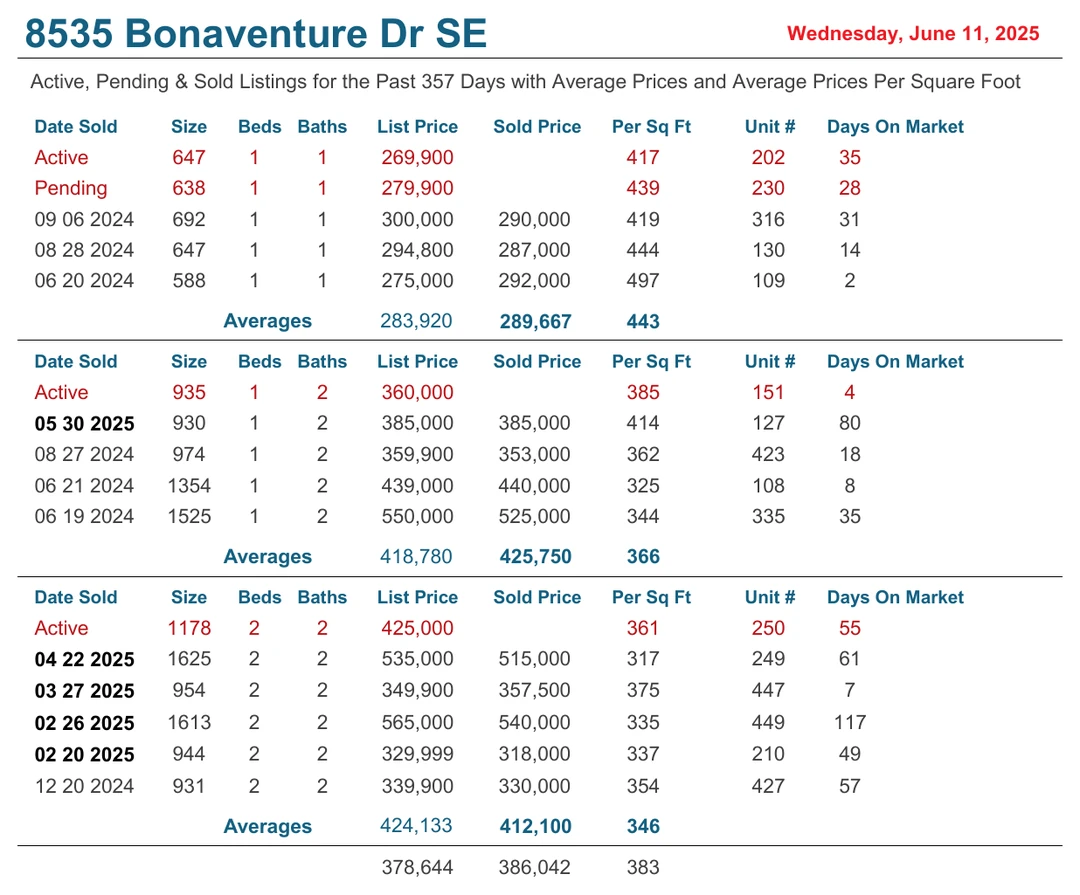 8535 Bonaventure Dr SE Wednesday, June 11, 2025
Active, Pending & Sold Listings for the Past 357 Days with Average Prices and Average Prices Per Square Foot
Date Sold Size Beds Baths List Price Sold Price Per Sq Ft Unit # Days On Market
Active 647 1 1 269,900 417 202 35
Pending 638 1 1 279,900 439 230 28
09 06 2024 692 1 1 300,000 290,000 419 316 31
08 28 2024 647 1 1 294,800 287,000 444 130 14
06 20 2024 588 1 1 275,000 292,000 497 109 2
Averages 283,920 289,667 443
Date Sold Size Beds Baths List Price Sold Price Per Sq Ft Unit # Days On Market
Active 935 1 2 360,000 385 151 4
05 30 2025 930 1 2 385,000 385,000 414 127 80
08 27 2024 974 1 2 359,900 353,000 362 423 18
06 21 2024 1354 1 2 439,000 440,000 325 108 8
06 19 2024 1525 1 2 550,000 525,000 344 335 35
Averages 418,780 425,750 366
Date Sold Size Beds Baths List Price Sold Price Per Sq Ft Unit # Days On Market
Active 1178 2 2 425,000 361 250 55
04 22 2025 1625 2 2 535,000 515,000 317 249 61
03 27 2025 954 2 2 349,900 357,500 375 447 7
02 26 2025 1613 2 2 565,000 540,000 335 449 117
02 20 2025 944 2 2 329,999 318,000 337 210 49
12 20 2024 931 2 2 339,900 330,000 354 427 57
Averages 424,133 412,100 346
378,644 386,042 383